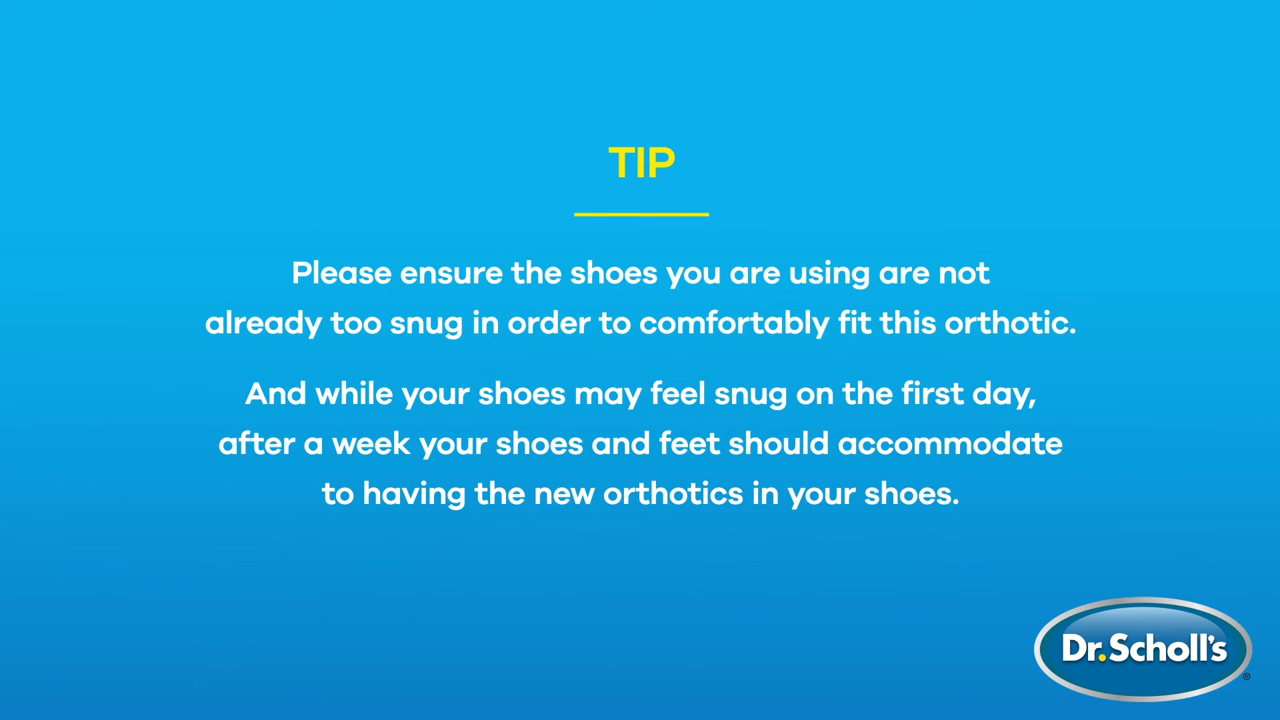 TIP
Please ensure the shoes you are using are not
already too snug in order to comfortably fit this orthotic.
And while your shoes may feel snug on the first day,
after a week your shoes and feet should accommodate
to having the new orthotics in your shoes.
Dr.Scholl's
®